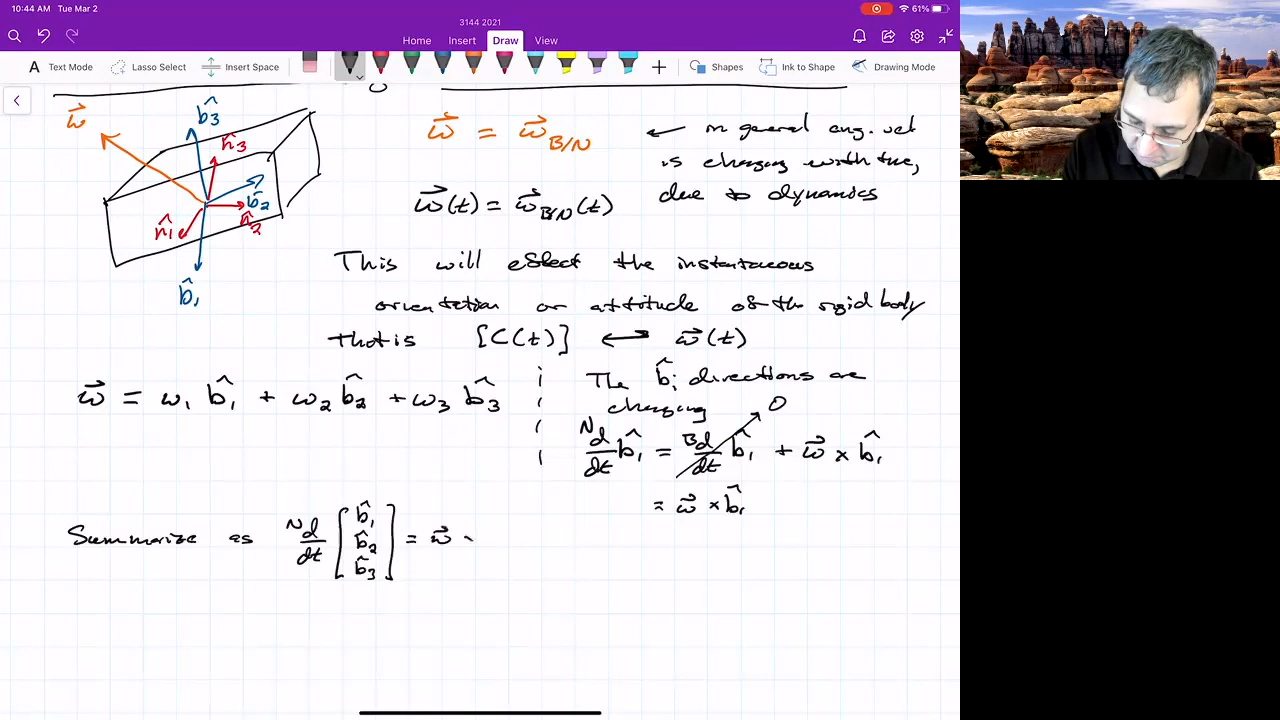 10:44 AM Tue Mar 2
61%
3144 2021
Home Insert Draw View
Text Mode Lasso Select Insert Space Shapes Ink to Shape Drawing Mode
ω⃗ b̂3 n̂3 b̂2 n̂2 n̂1 b̂1
ω⃗ = ω⃗B/N ← in general ang. vel
is changing with time,
due to dynamics
ω⃗(t) = ω⃗B/N(t)
This will effect the instantaneous
orientation or attitude of the rigid body
that is [C(t)] ⟷ ω⃗(t)
ω⃗ = ω1 b̂1 + ω2 b̂2 + ω3 b̂3
The b̂i directions are
changing
ᴺd/dt b̂1 = ᴮd/dt b̂1 → 0 + ω⃗ × b̂1
= ω⃗ × b̂1
Summarize as ᴺd/dt [b̂1 b̂2 b̂3] = ω⃗